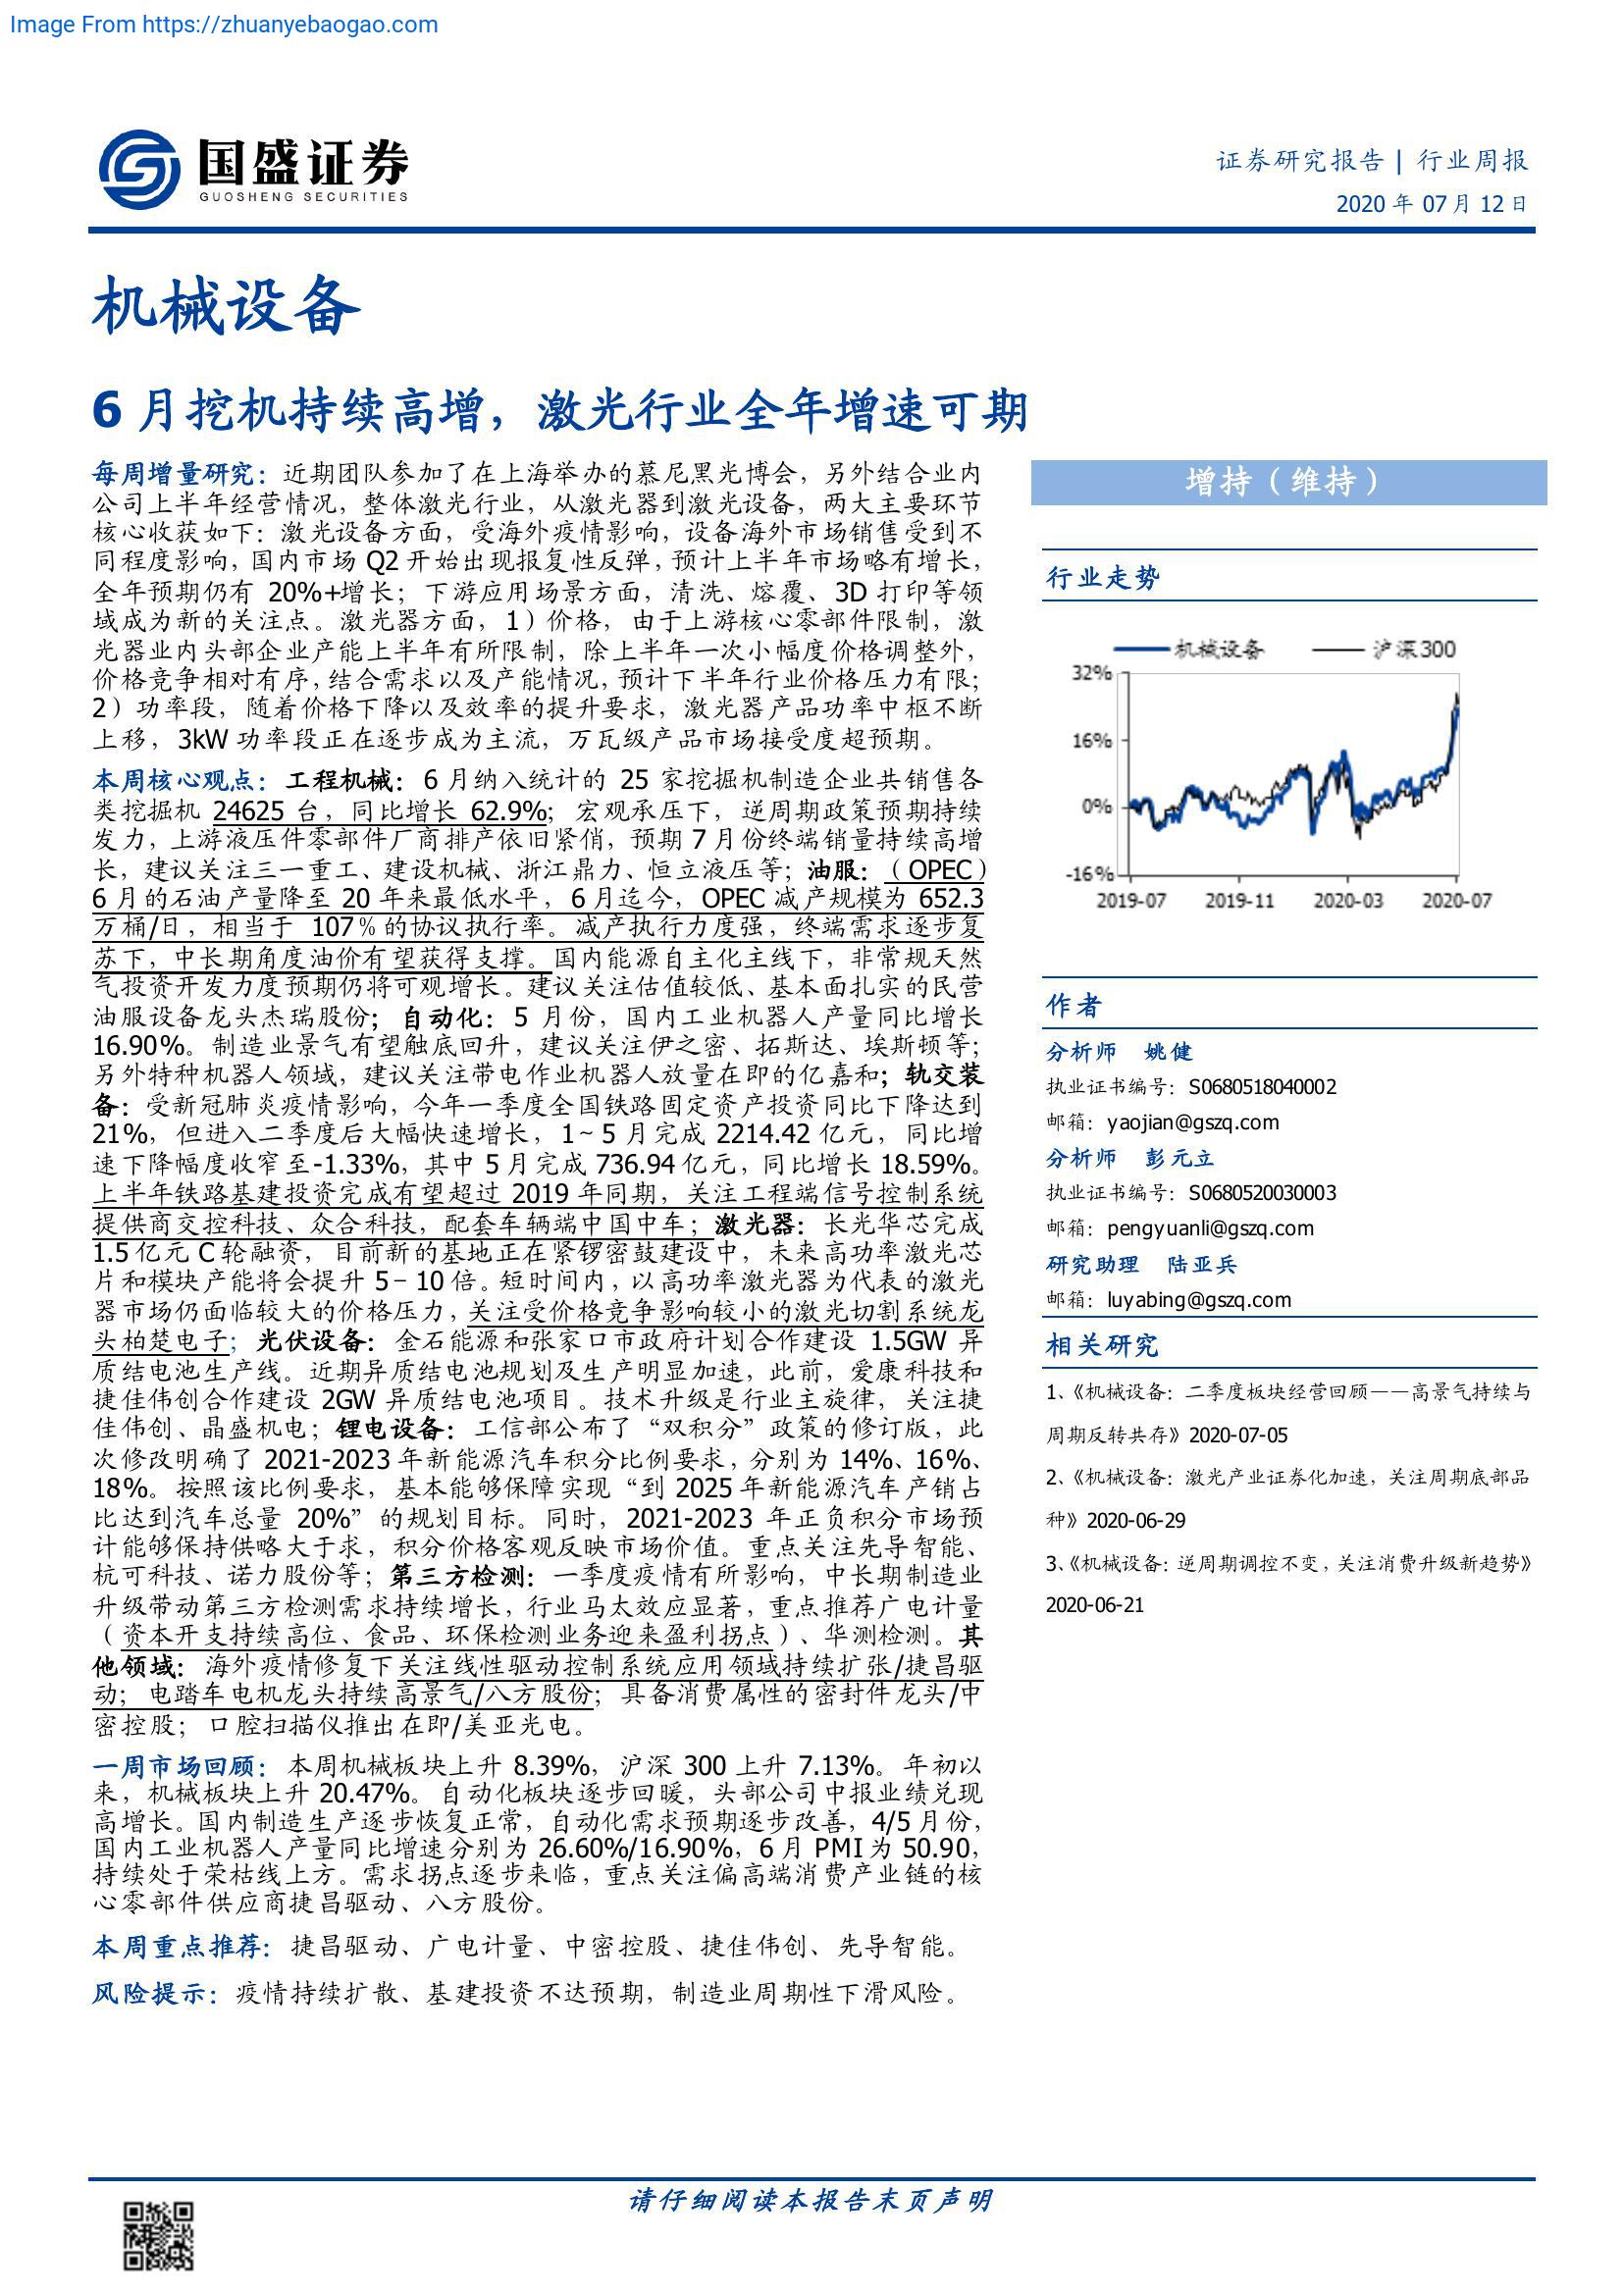 Image From https://zhuanyebaogao.com
国盛证券
GUOSHENG SECURITIES
证券研究报告 | 行业周报
2020 年 07 月 12 日
机械设备
6 月挖机持续高增，激光行业全年增速可期
每周增量研究：近期团队参加了在上海举办的慕尼黑光博会，另外结合业内
公司上半年经营情况，整体激光行业，从激光器到激光设备，两大主要环节
核心收获如下：激光设备方面，受海外疫情影响，设备海外市场销售受到不
同程度影响，国内市场 Q2 开始出现报复性反弹，预计上半年市场略有增长，
全年预期仍有 20%+增长；下游应用场景方面，清洗、熔覆、3D 打印等领
域成为新的关注点。激光器方面，1）价格，由于上游核心零部件限制，激
光器业内头部企业产能上半年有所限制，除上半年一次小幅度价格调整外，
价格竞争相对有序，结合需求以及产能情况，预计下半年行业价格压力有限；
2）功率段，随着价格下降以及效率的提升要求，激光器产品功率中枢不断
上移，3kW 功率段正在逐步成为主流，万瓦级产品市场接受度超预期。
本周核心观点：工程机械：6 月纳入统计的 25 家挖掘机制造企业共销售各
类挖掘机 24625 台，同比增长 62.9%；宏观承压下，逆周期政策预期持续
发力，上游液压件零部件厂商排产依旧紧俏，预期 7 月份终端销量持续高增
长，建议关注三一重工、建设机械、浙江鼎力、恒立液压等；油服：（OPEC）
6 月的石油产量降至 20 年来最低水平，6 月迄今，OPEC 减产规模为 652.3
万桶/日，相当于 107%的协议执行率。减产执行力度强，终端需求逐步复
苏下，中长期角度油价有望获得支撑。国内能源自主化主线下，非常规天然
气投资开发力度预期仍将可观增长。建议关注估值较低、基本面扎实的民营
油服设备龙头杰瑞股份；自动化：5 月份，国内工业机器人产量同比增长
16.90%。制造业景气有望触底回升，建议关注伊之密、拓斯达、埃斯顿等；
另外特种机器人领域，建议关注带电作业机器人放量在即的亿嘉和；轨交装
备：受新冠肺炎疫情影响，今年一季度全国铁路固定资产投资同比下降达到
21%，但进入二季度后大幅快速增长，1~5 月完成 2214.42 亿元，同比增
速下降幅度收窄至-1.33%，其中 5 月完成 736.94 亿元，同比增长 18.59%。
上半年铁路基建投资完成有望超过 2019 年同期，关注工程端信号控制系统
提供商交控科技、众合科技，配套车辆端中国中车；激光器：长光华芯完成
1.5 亿元 C 轮融资，目前新的基地正在紧锣密鼓建设中，未来高功率激光芯
片和模块产能将会提升 5-10 倍。短时间内，以高功率激光器为代表的激光
器市场仍面临较大的价格压力，关注受价格竞争影响较小的激光切割系统龙
头柏楚电子；光伏设备：金石能源和张家口市政府计划合作建设 1.5GW 异
质结电池生产线。近期异质结电池规划及生产明显加速，此前，爱康科技和
捷佳伟创合作建设 2GW 异质结电池项目。技术升级是行业主旋律，关注捷
佳伟创、晶盛机电；锂电设备：工信部公布了“双积分”政策的修订版，此
次修改明确了 2021-2023 年新能源汽车积分比例要求，分别为 14%、16%、
18%。按照该比例要求，基本能够保障实现“到 2025 年新能源汽车产销占
比达到汽车总量 20%”的规划目标。同时，2021-2023 年正负积分市场预
计能够保持供略大于求，积分价格客观反映市场价值。重点关注先导智能、
杭可科技、诺力股份等；第三方检测：一季度疫情有所影响，中长期制造业
升级带动第三方检测需求持续增长，行业马太效应显著，重点推荐广电计量
（资本开支持续高位、食品、环保检测业务迎来盈利拐点）、华测检测。其
他领域：海外疫情修复下关注线性驱动控制系统应用领域持续扩张/捷昌驱
动；电踏车电机龙头持续高景气/八方股份；具备消费属性的密封件龙头/中
密控股；口腔扫描仪推出在即/美亚光电。
一周市场回顾：本周机械板块上升 8.39%，沪深 300 上升 7.13%。年初以
来，机械板块上升 20.47%。自动化板块逐步回暖，头部公司中报业绩兑现
高增长。国内制造生产逐步恢复正常，自动化需求预期逐步改善，4/5 月份，
国内工业机器人产量同比增速分别为 26.60%/16.90%，6 月 PMI 为 50.90，
持续处于荣枯线上方。需求拐点逐步来临，重点关注偏高端消费产业链的核
心零部件供应商捷昌驱动、八方股份。
本周重点推荐：捷昌驱动、广电计量、中密控股、捷佳伟创、先导智能。
风险提示：疫情持续扩散、基建投资不达预期，制造业周期性下滑风险。
增持（维持）
行业走势
机械设备 沪深300
32%
16%
0%
-16%
2019-07 2019-11 2020-03 2020-07
作者
分析师 姚健
执业证书编号：S0680518040002
邮箱：yaojian@gszq.com
分析师 彭元立
执业证书编号：S0680520030003
邮箱：pengyuanli@gszq.com
研究助理 陆亚兵
邮箱：luyabing@gszq.com
相关研究
1、《机械设备：二季度板块经营回顾——高景气持续与
周期反转共存》2020-07-05
2、《机械设备：激光产业证券化加速，关注周期底部品
种》2020-06-29
3、《机械设备：逆周期调控不变，关注消费升级新趋势》
2020-06-21
请仔细阅读本报告末页声明